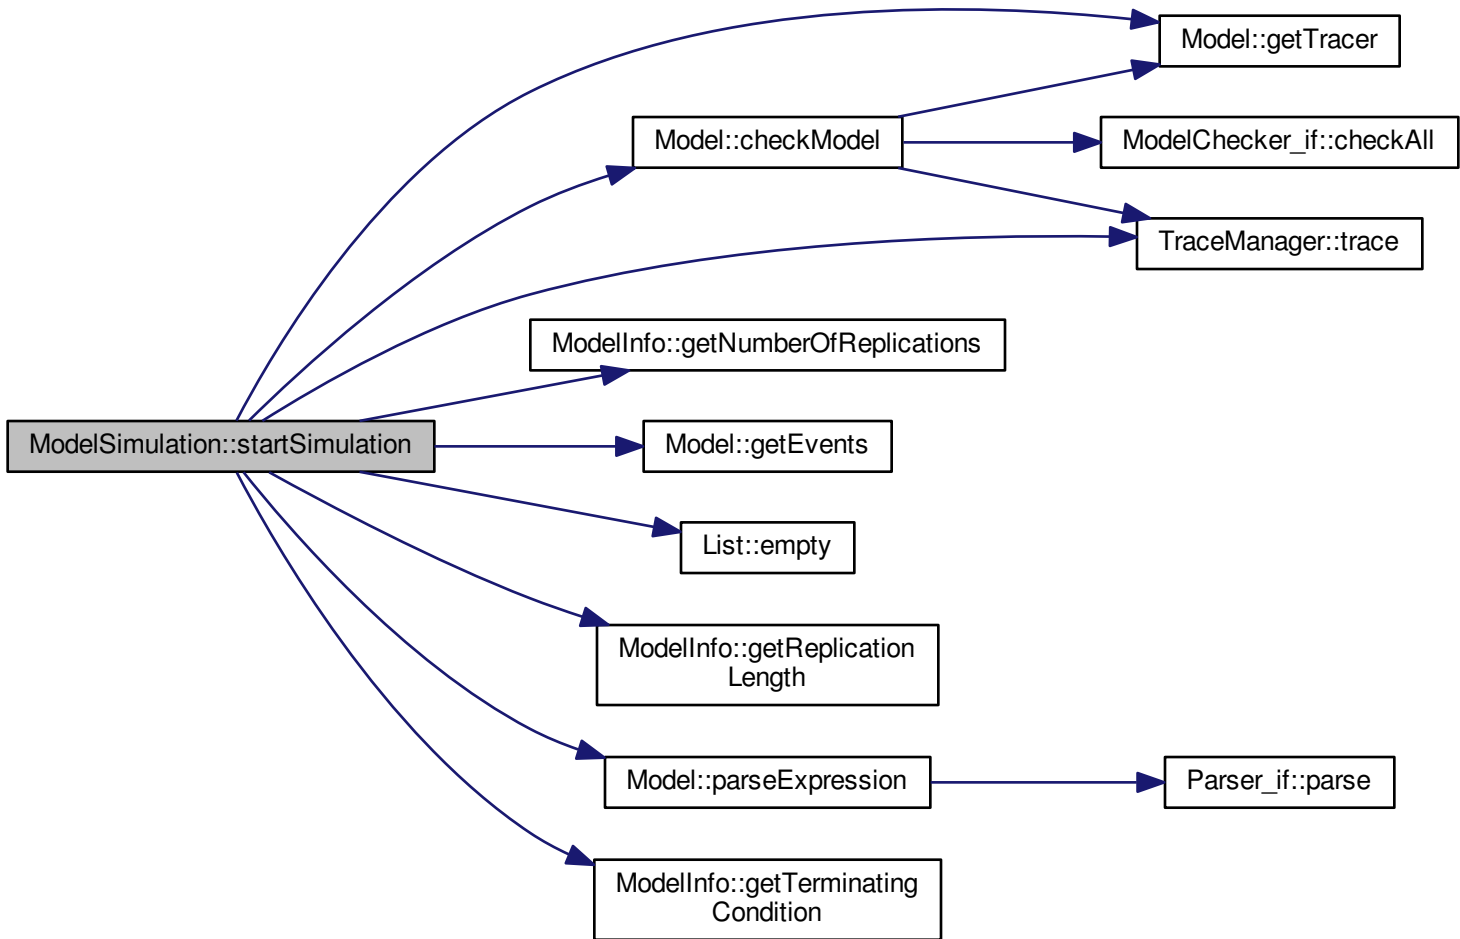 Model::getTracer
Model::checkModel
ModelChecker_if::checkAll
TraceManager::trace
ModelInfo::getNumberOfReplications
ModelSimulation::startSimulation
Model::getEvents
List::empty
ModelInfo::getReplication
Length
Model::parseExpression
Parser_if::parse
ModelInfo::getTerminating
Condition